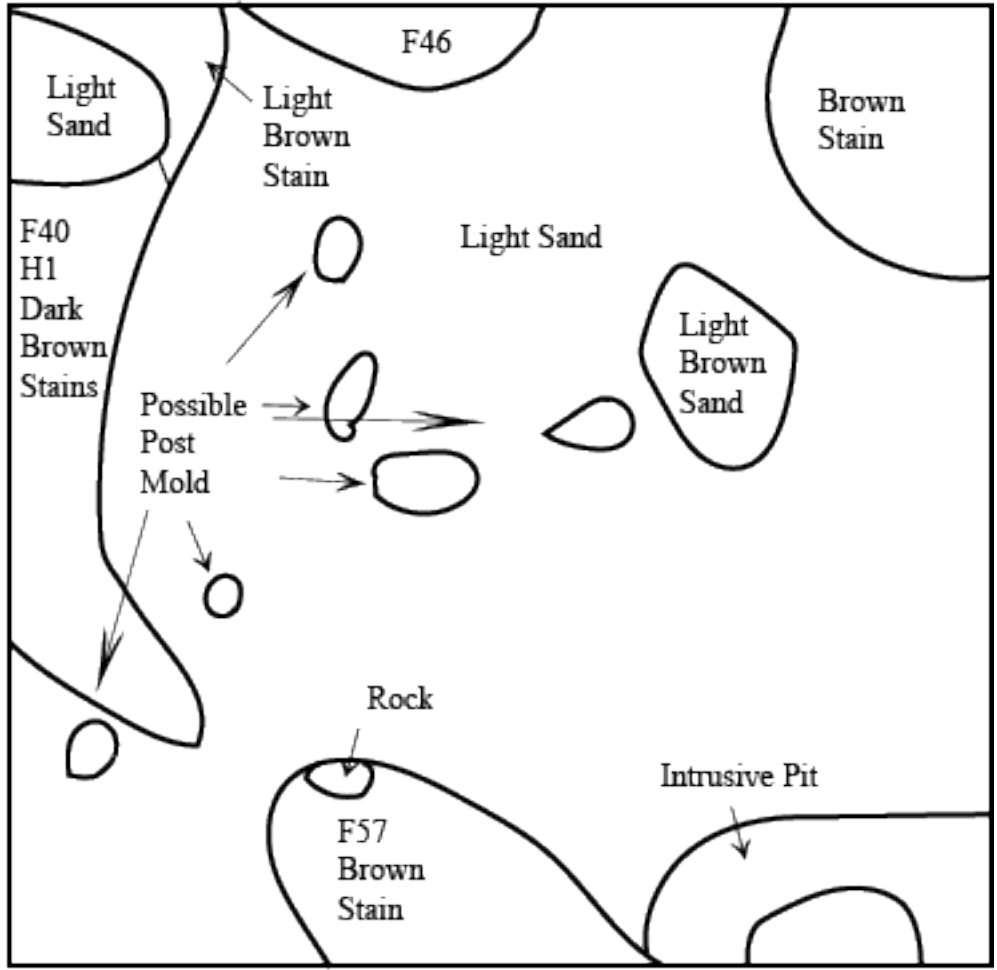 F46
Light
Sand
Light
Brown
Stain
Brown
Stain
F40
H1
Dark
Brown
Stains
Light Sand
Light
Brown
Sand
Possible
Post
Mold
Rock
Intrusive Pit
F57
Brown
Stain